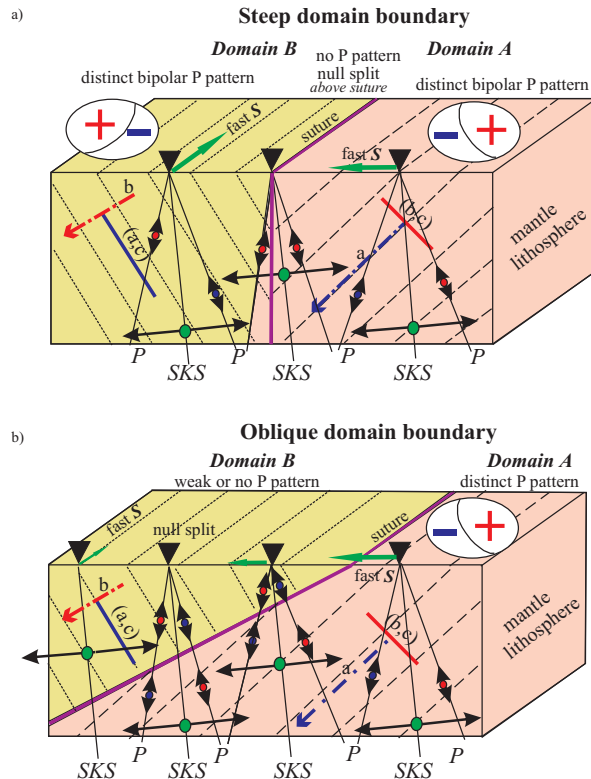 a)
Steep domain boundary
Domain B
no P pattern
null split
above suture
Domain A
distinct bipolar P pattern
distinct bipolar P pattern
+
−
−
+
fast S
suture
fast S
b
(a,c)
(b,c)
a
mantle
lithosphere
P
SKS
P
SKS
P
SKS
P
b)
Oblique domain boundary
Domain B
weak or no P pattern
Domain A
distinct P pattern
−
+
fast S
null split
suture
fast S
b
(a,c)
(b,c)
a
mantle
lithosphere
SKS
P
SKS
P
SKS
P
SKS
P